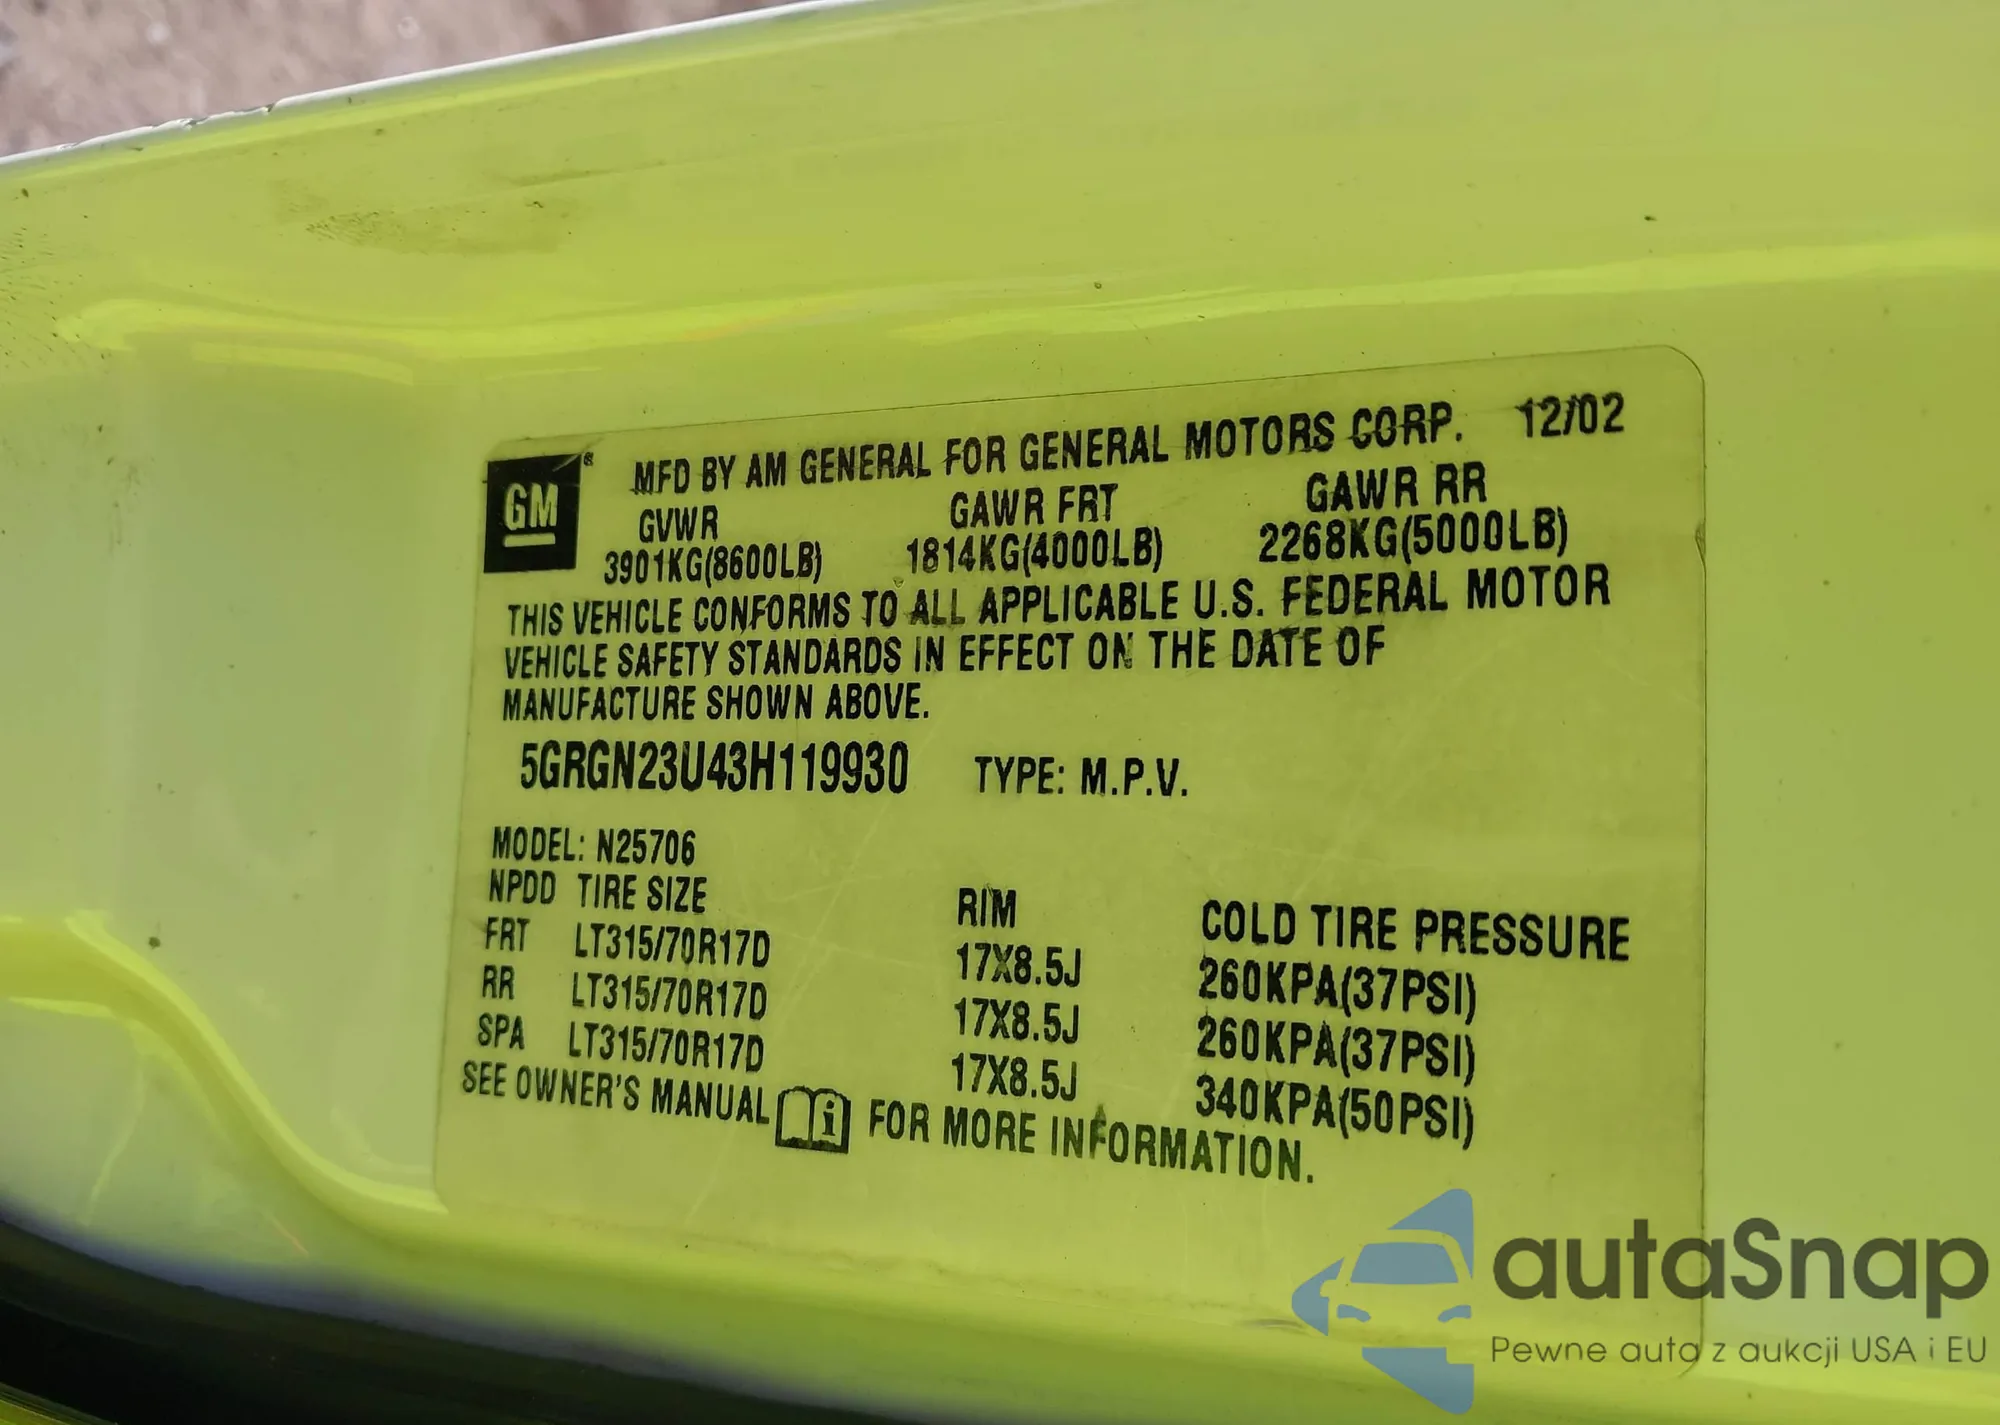 GM
MFD BY AM GENERAL FOR GENERAL MOTORS CORP. 12/02
GVWR GAWR FRT GAWR RR
3901KG(8600LB) 1814KG(4000LB) 2268KG(5000LB)
THIS VEHICLE CONFORMS TO ALL APPLICABLE U.S. FEDERAL MOTOR
VEHICLE SAFETY STANDARDS IN EFFECT ON THE DATE OF
MANUFACTURE SHOWN ABOVE.
5GRGN23U43H119930 TYPE: M.P.V.
MODEL: N25706
NPDD TIRE SIZE RIM COLD TIRE PRESSURE
FRT LT315/70R17D 17X8.5J 260KPA(37PSI)
RR LT315/70R17D 17X8.5J 260KPA(37PSI)
SPA LT315/70R17D 17X8.5J 340KPA(50PSI)
SEE OWNER'S MANUAL i FOR MORE INFORMATION.
autaSnap
Pewne auta z aukcji USA i EU